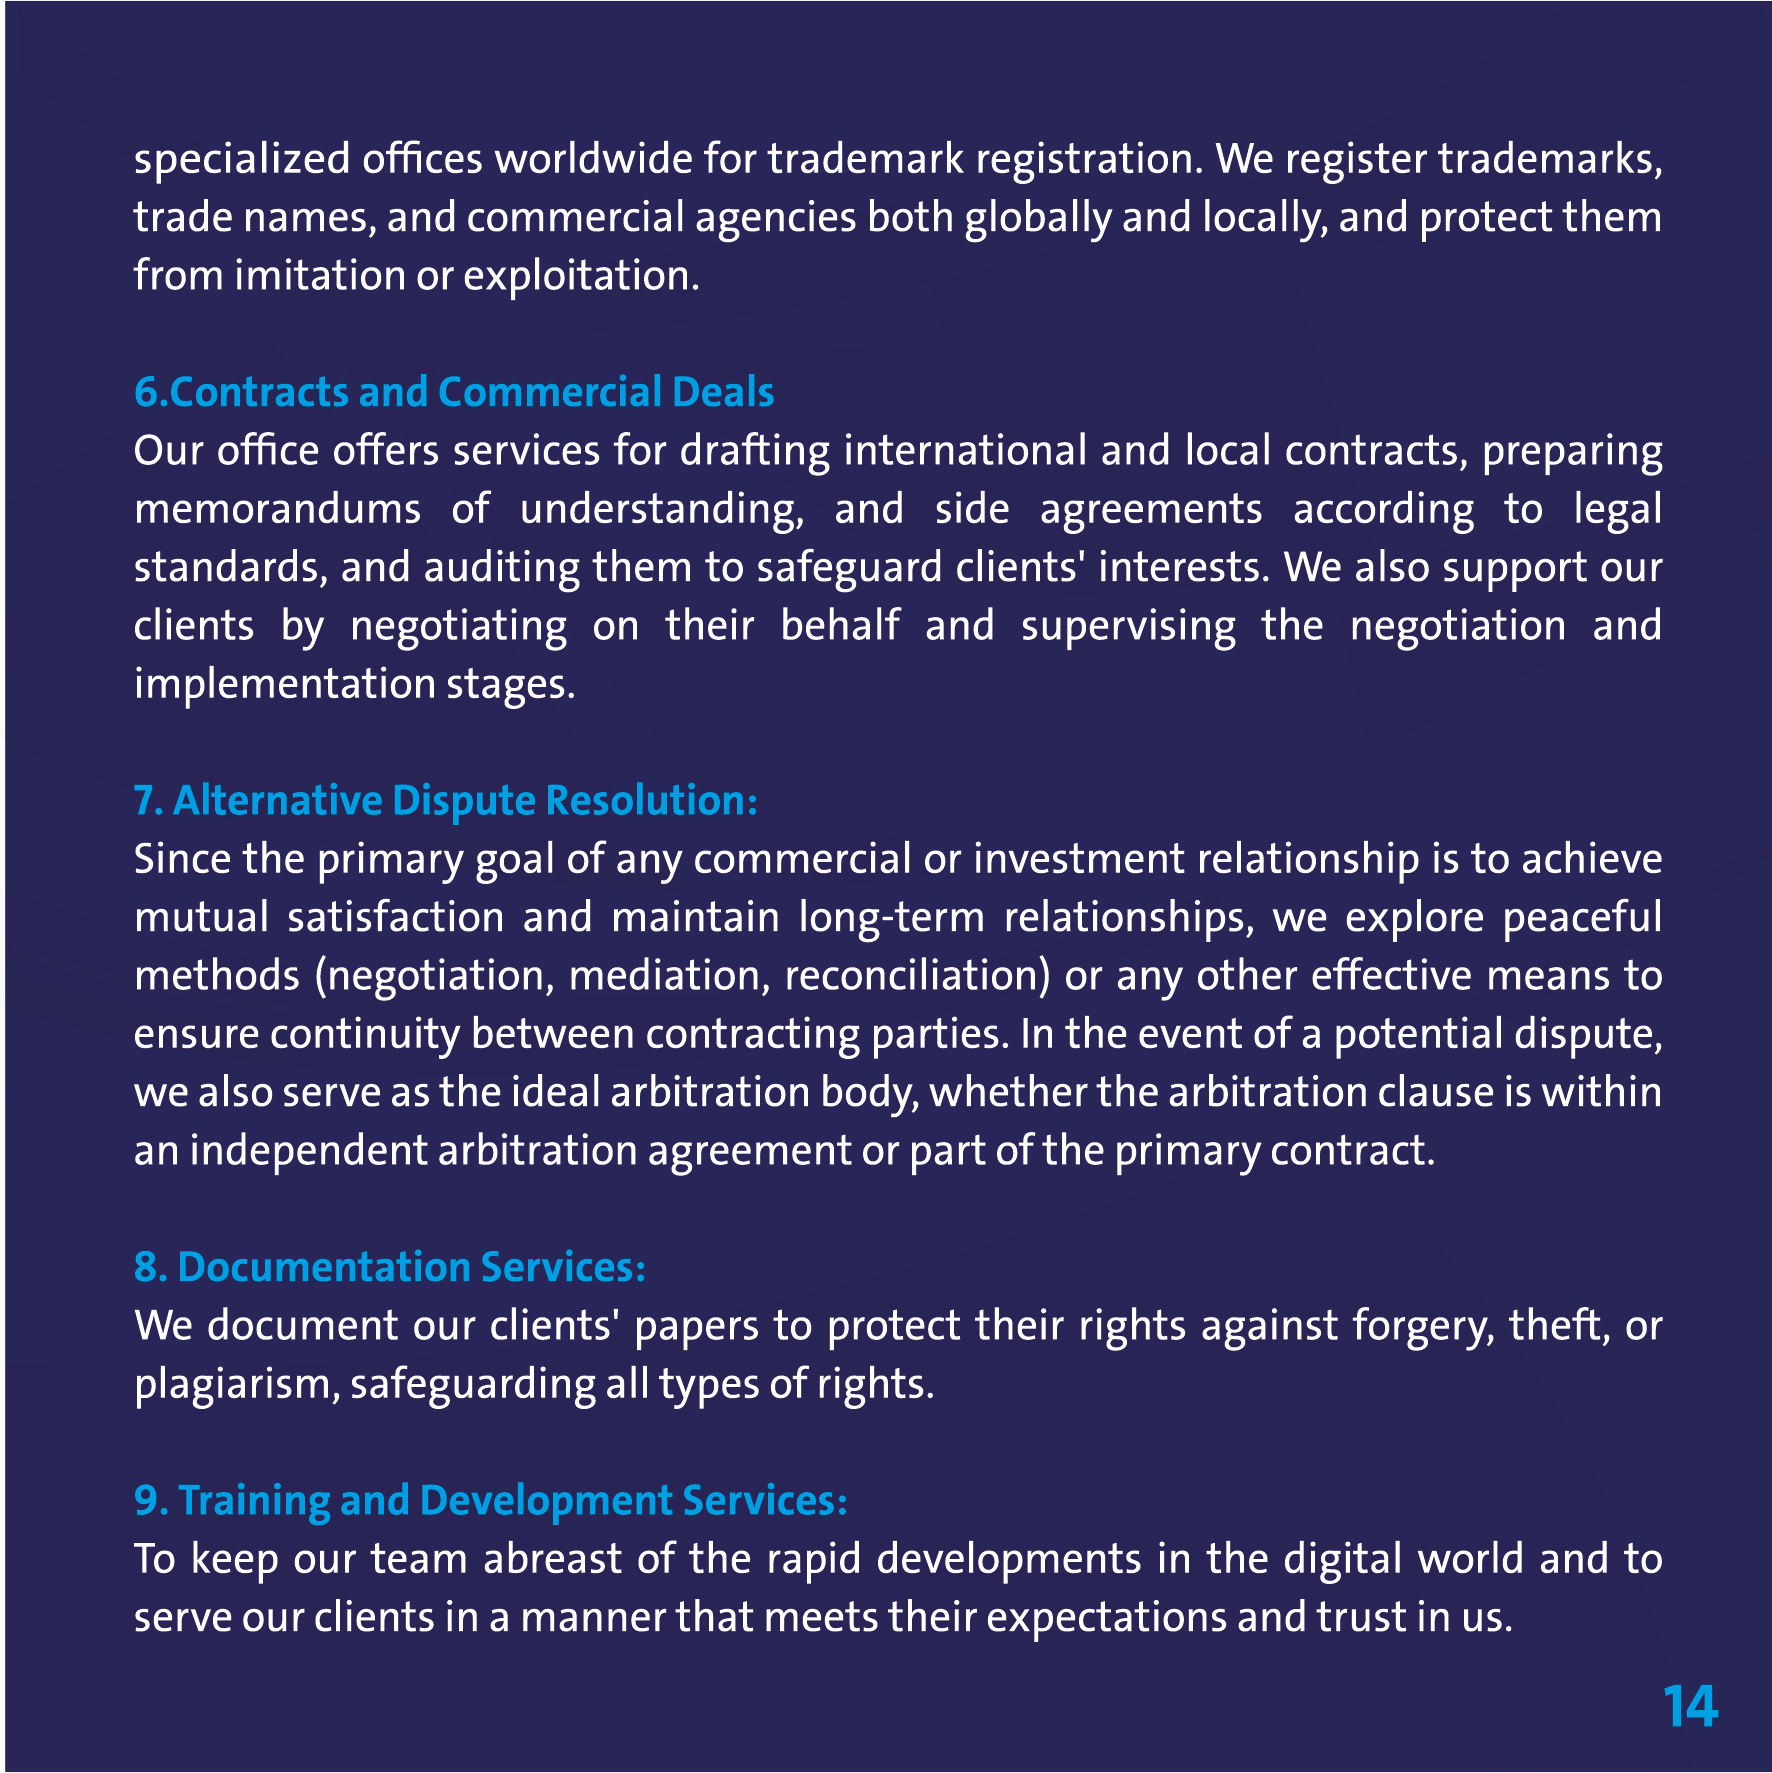 specialized offices worldwide for trademark registration. We register trademarks,
trade names, and commercial agencies both globally and locally, and protect them
from imitation or exploitation.
6.Contracts and Commercial Deals
Our office offers services for drafting international and local contracts, preparing
memorandums of understanding, and side agreements according to legal
standards, and auditing them to safeguard clients' interests. We also support our
clients by negotiating on their behalf and supervising the negotiation and
implementation stages.
7. Alternative Dispute Resolution:
Since the primary goal of any commercial or investment relationship is to achieve
mutual satisfaction and maintain long-term relationships, we explore peaceful
methods (negotiation, mediation, reconciliation) or any other effective means to
ensure continuity between contracting parties. In the event of a potential dispute,
we also serve as the ideal arbitration body, whether the arbitration clause is within
an independent arbitration agreement or part of the primary contract.
8. Documentation Services:
We document our clients' papers to protect their rights against forgery, theft, or
plagiarism, safeguarding all types of rights.
9. Training and Development Services:
To keep our team abreast of the rapid developments in the digital world and to
serve our clients in a manner that meets their expectations and trust in us.
14